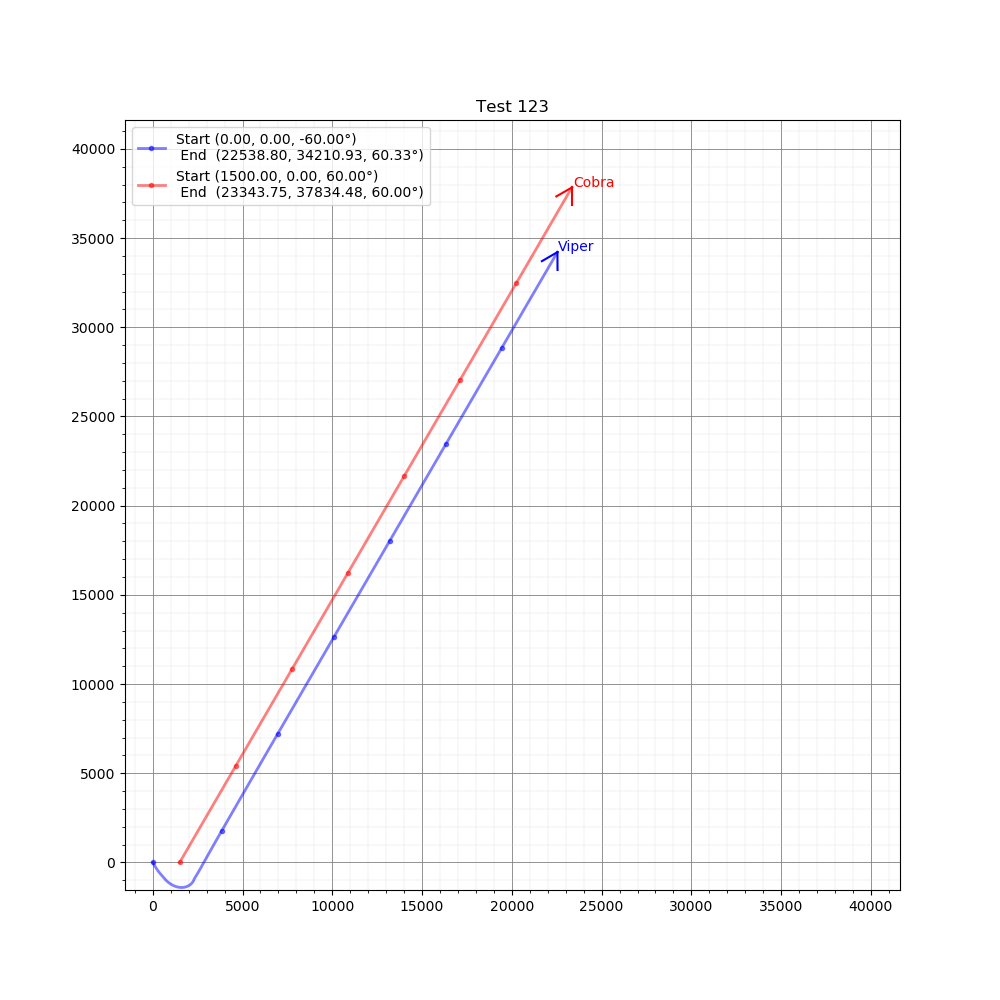 Test 123
Start (0.00, 0.00, -60.00°)
End (22538.80, 34210.93, 60.33°)
Start (1500.00, 0.00, 60.00°)
End (23343.75, 37834.48, 60.00°)
Cobra
Viper
40000
35000
30000
25000
20000
15000
10000
5000
0
0 5000 10000 15000 20000 25000 30000 35000 40000